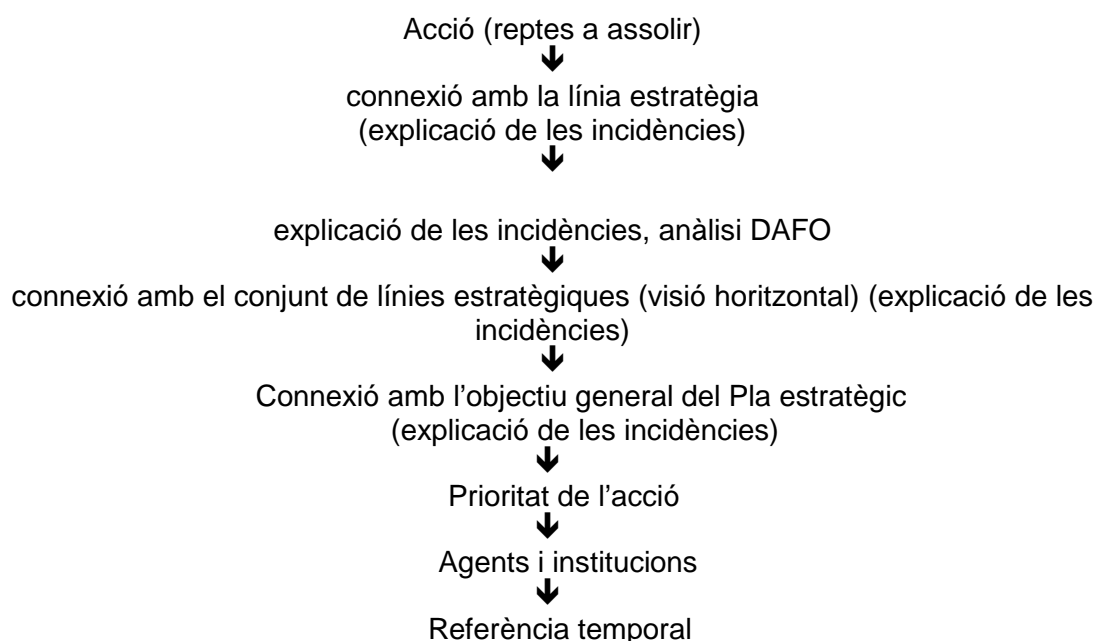 Acció (reptes a assolir)
connexió amb la línia estratègia
(explicació de les incidències)
explicació de les incidències, anàlisi DAFO
connexió amb el conjunt de línies estratègiques (visió horitzontal) (explicació de les
incidències)
Connexió amb l’objectiu general del Pla estratègic
(explicació de les incidències)
Prioritat de l’acció
Agents i institucions
Referència temporal